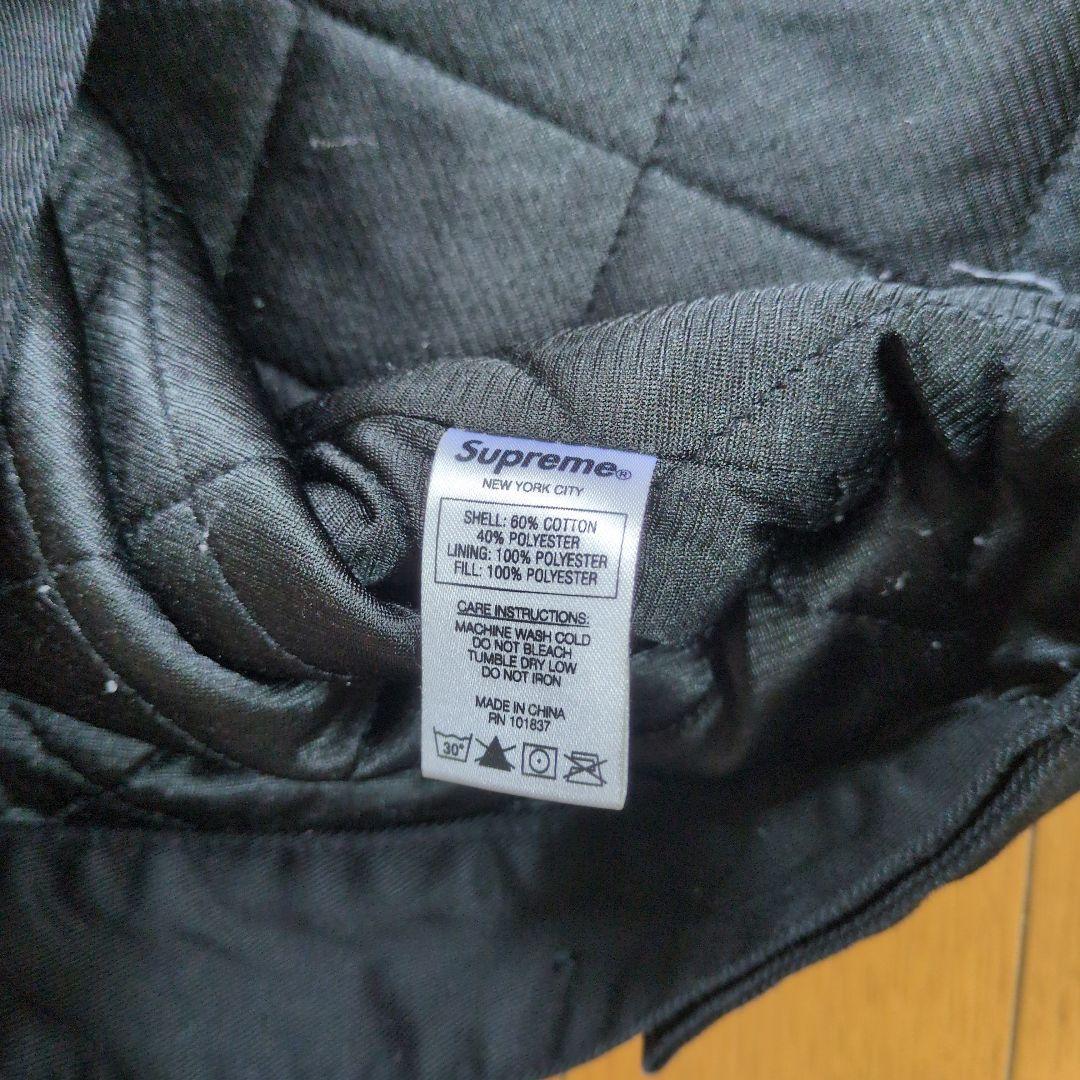 Supreme®
NEW YORK CITY
SHELL: 60% COTTON
40% POLYESTER
LINING: 100% POLYESTER
FILL: 100% POLYESTER
CARE INSTRUCTIONS:
MACHINE WASH COLD
DO NOT BLEACH
TUMBLE DRY LOW
DO NOT IRON
MADE IN CHINA
RN 101837
30°